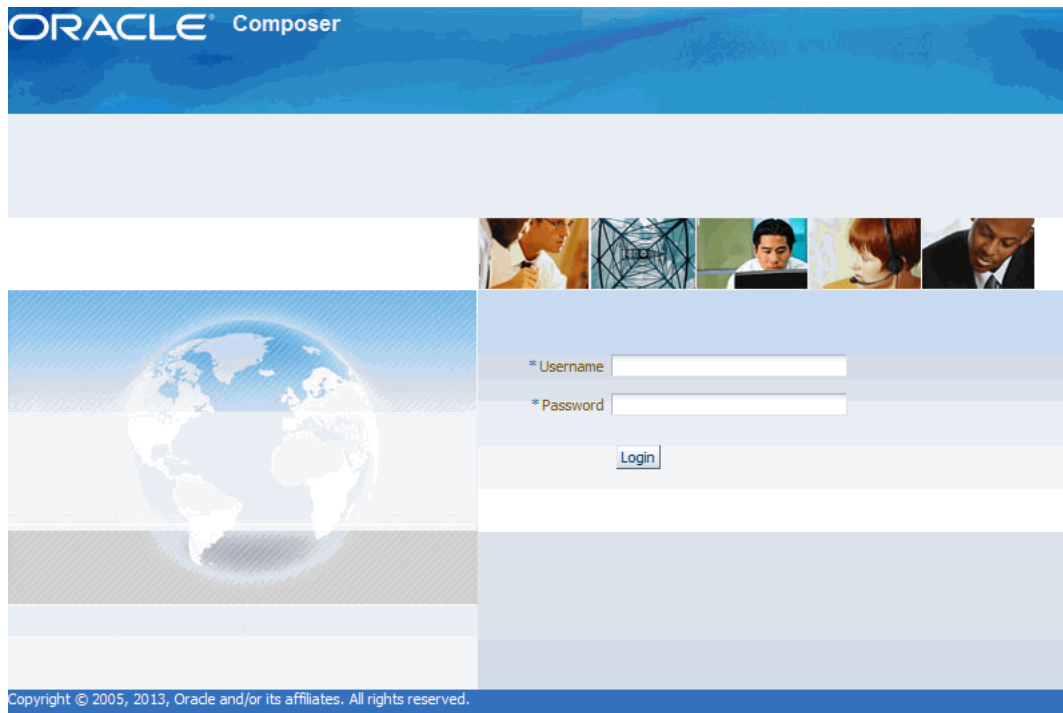 ORACLE® Composer
* Username
* Password
Login
Copyright © 2005, 2013, Oracle and/or its affiliates. All rights reserved.